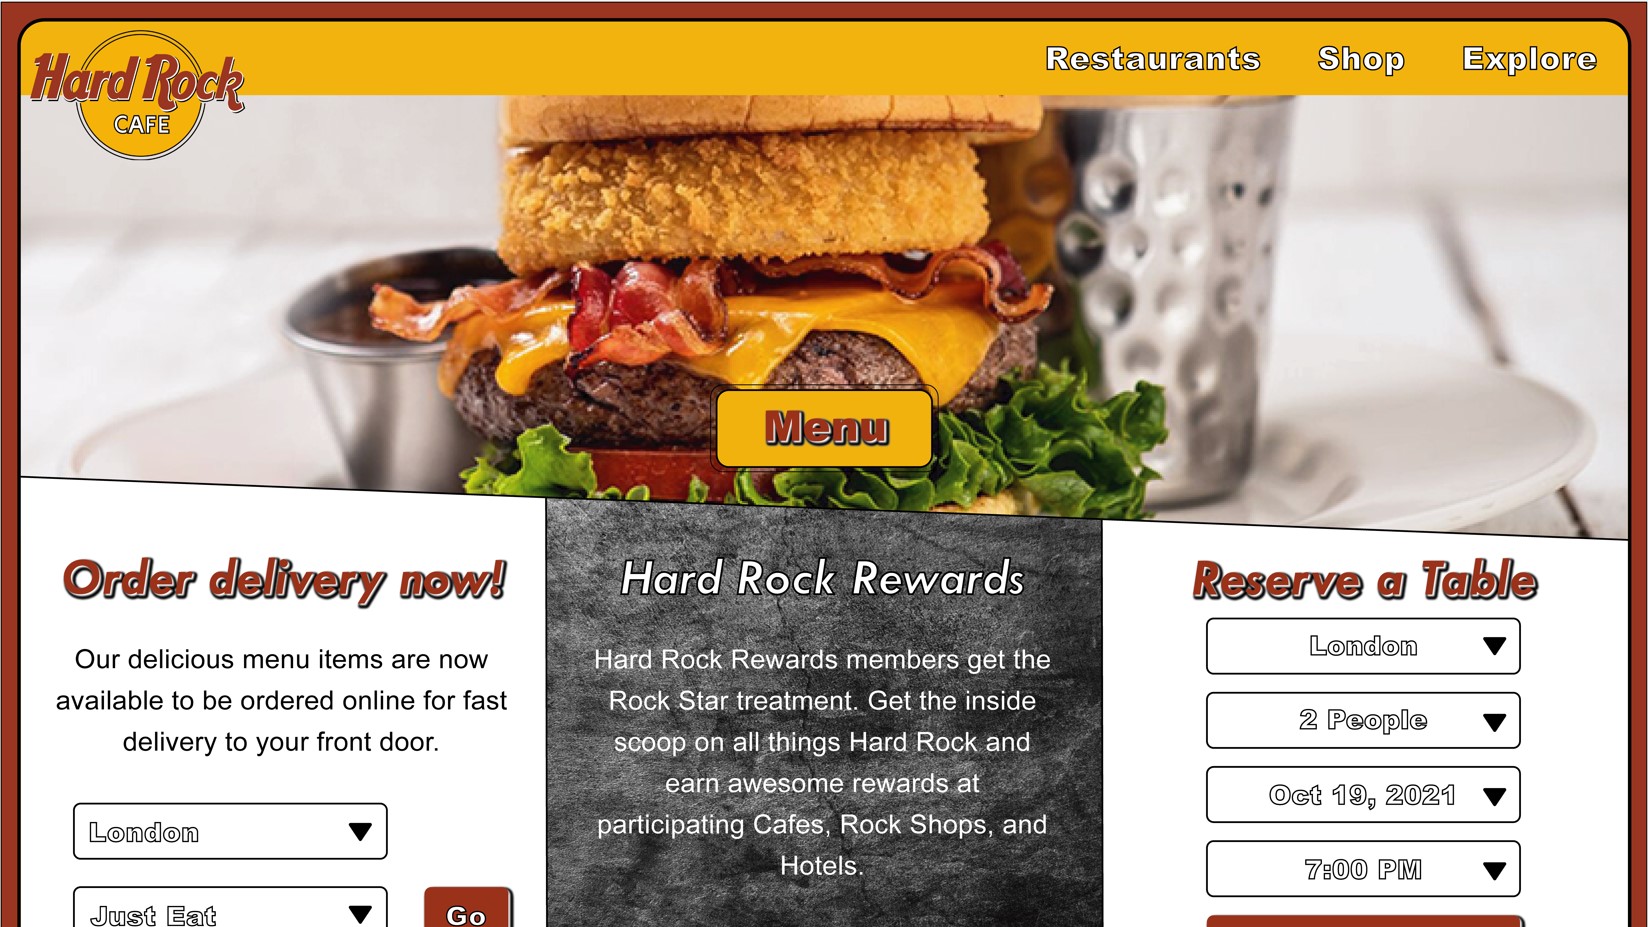 Hard Rock
CAFE
Restaurants
Shop
Explore
Menu
Order delivery now!
Our delicious menu items are now
available to be ordered online for fast
delivery to your front door.
London
Just Eat
Go
Hard Rock Rewards
Hard Rock Rewards members get the
Rock Star treatment. Get the inside
scoop on all things Hard Rock and
earn awesome rewards at
participating Cafes, Rock Shops, and
Hotels.
Reserve a Table
London
2 People
Oct 19, 2021
7:00 PM